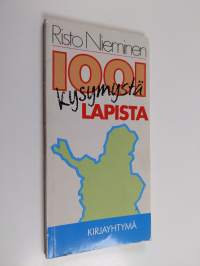 Risto Nieminen
1001
kysymystä
LAPISTA
KIRJAYHTYMÄ